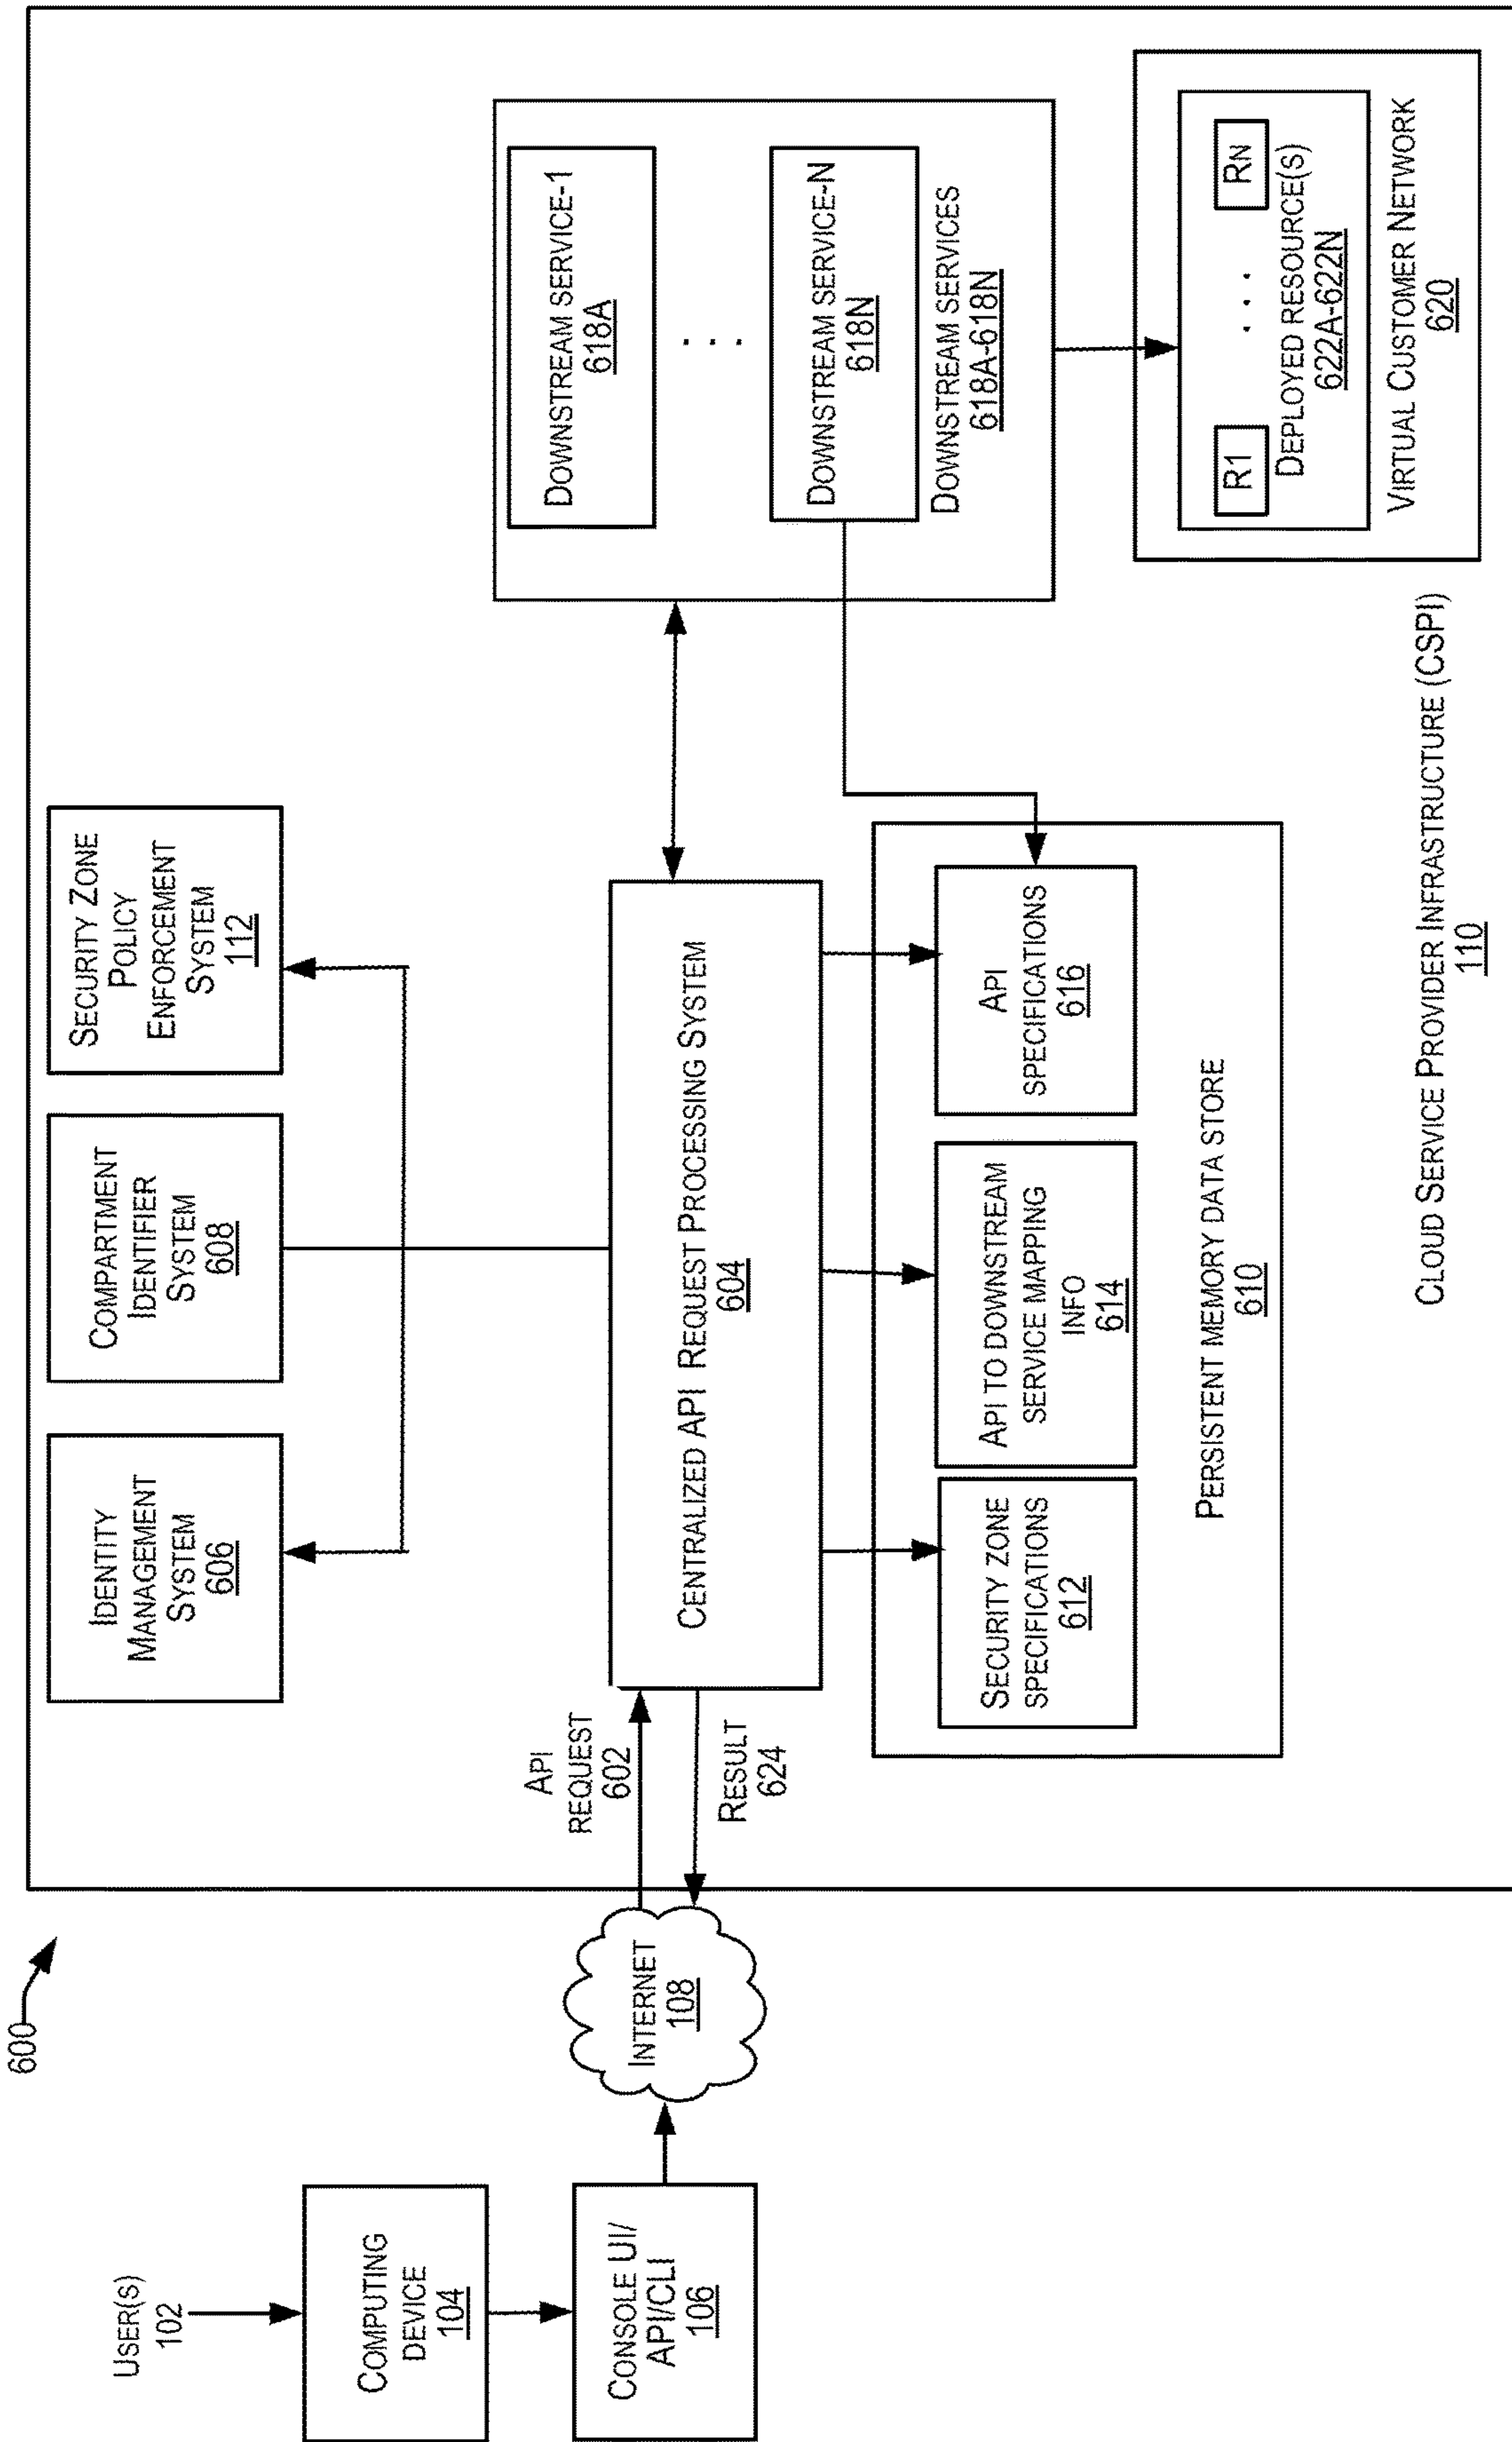 600
USER(S)
102
COMPUTING
DEVICE
104
CONSOLE UI/
API/CLI
106
INTERNET
108
API
REQUEST
602
RESULT
624
IDENTITY
MANAGEMENT
SYSTEM
606
COMPARTMENT
IDENTIFIER
SYSTEM
608
SECURITY ZONE
POLICY
ENFORCEMENT
SYSTEM
112
CENTRALIZED API REQUEST PROCESSING SYSTEM
604
SECURITY ZONE
SPECIFICATIONS
612
API TO DOWNSTREAM
SERVICE MAPPING
INFO
614
API
SPECIFICATIONS
616
PERSISTENT MEMORY DATA STORE
610
DOWNSTREAM SERVICE-1
618A
. . .
DOWNSTREAM SERVICE-N
618N
DOWNSTREAM SERVICES
618A-618N
R1
. . .
RN
DEPLOYED RESOURCE(S)
622A-622N
VIRTUAL CUSTOMER NETWORK
620
CLOUD SERVICE PROVIDER INFRASTRUCTURE (CSPI)
110